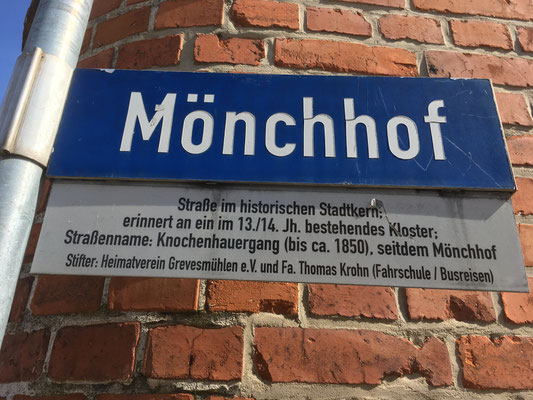 Mönchhof
Straße im historischen Stadtkern;
erinnert an ein im 13./14. Jh. bestehendes Kloster;
Straßenname: Knochenhauergang (bis ca. 1850), seitdem Mönchhof
Stifter: Heimatverein Grevesmühlen e.V. und Fa. Thomas Krohn (Fahrschule / Busreisen)